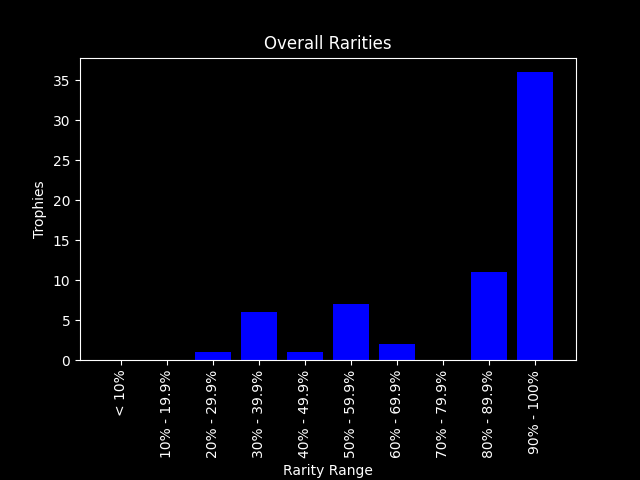 Overall Rarities
Trophies
35
30
25
20
15
10
5
0
< 10%
10% - 19.9%
20% - 29.9%
30% - 39.9%
40% - 49.9%
50% - 59.9%
60% - 69.9%
70% - 79.9%
80% - 89.9%
90% - 100%
Rarity Range